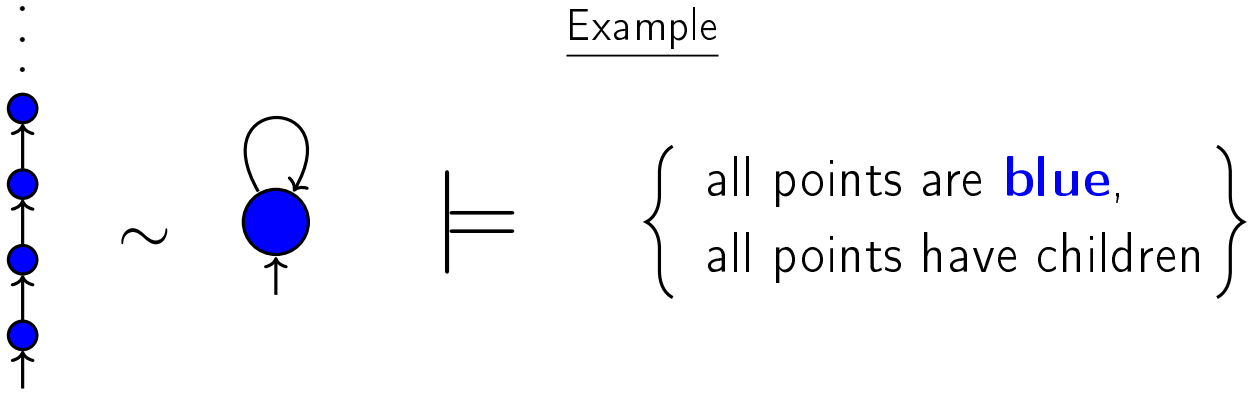 Example
∼ ⊨ { all points are blue,
all points have children }